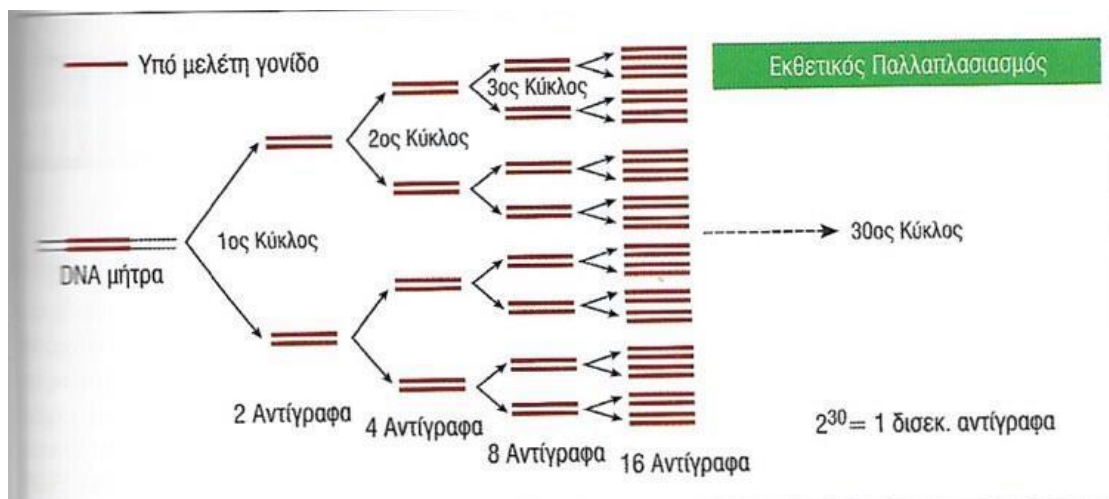 Υπό μελέτη γονίδιο
Εκθετικός Παλλαπλασιασμός
3ος Κύκλος
2ος Κύκλος
1ος Κύκλος
30ος Κύκλος
DNA μήτρα
2 Αντίγραφα
4 Αντίγραφα
8 Αντίγραφα
16 Αντίγραφα
2³⁰= 1 δισεκ. αντίγραφα